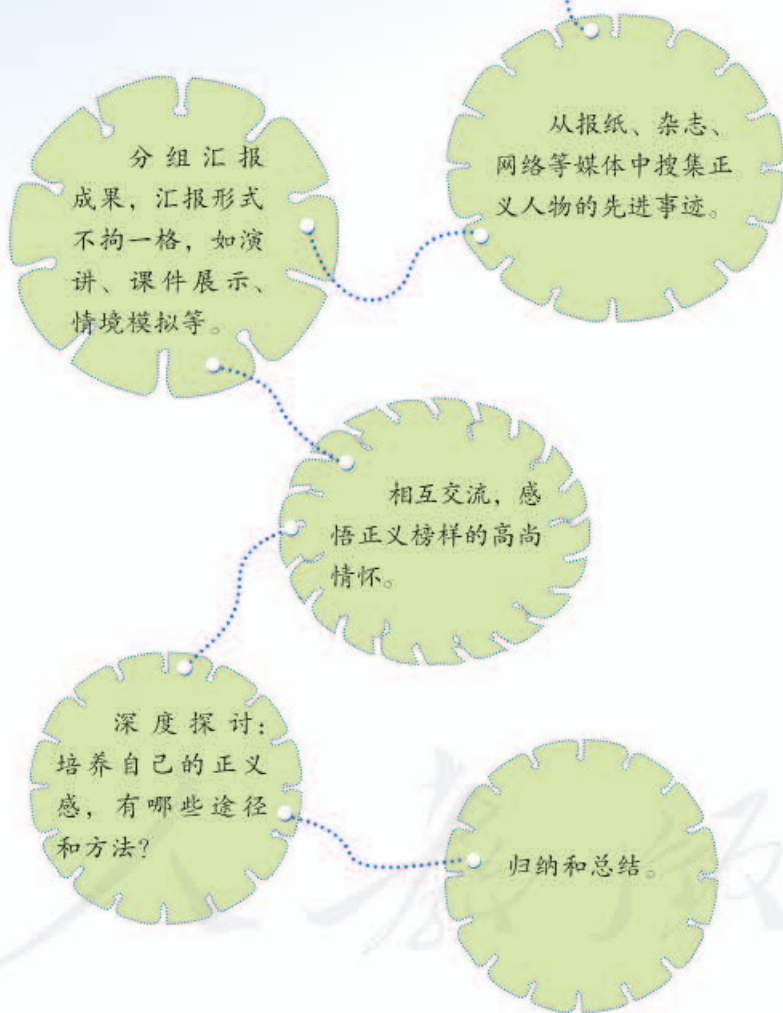 从报纸、杂志、
网络等媒体中搜集正
义人物的先进事迹。
分组汇报
成果，汇报形式
不拘一格，如演
讲、课件展示、
情境模拟等。
相互交流，感
悟正义榜样的高尚
情怀。
深度探讨：
培养自己的正义
感，有哪些途径
和方法？
归纳和总结。